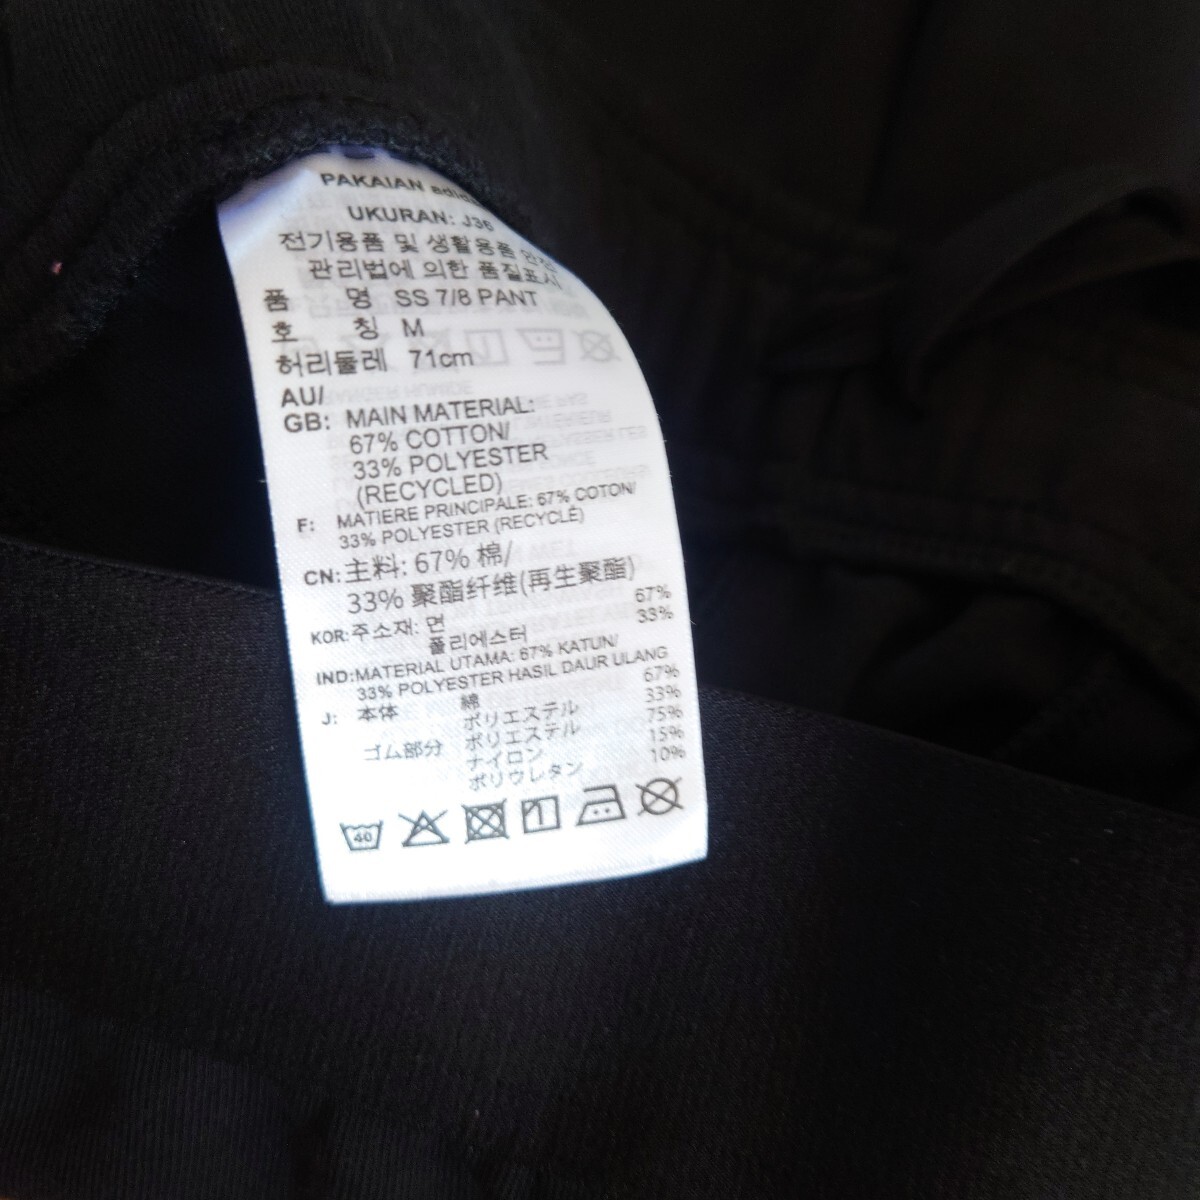 PAKAIAN adidas
UKURAN: J36
전기용품 및 생활용품 안전
관리법에 의한 품질표시
품 명 SS 7/8 PANT
호 칭 M
허리둘레 71cm
AU/
GB: MAIN MATERIAL:
67% COTTON/
33% POLYESTER
(RECYCLED)
F: MATIERE PRINCIPALE: 67% COTON/
33% POLYESTER (RECYCLÉ)
CN: 主料: 67% 棉/
33% 聚酯纤维(再生聚酯)
KOR: 주소재: 면 67%
폴리에스터 33%
IND: MATERIAL UTAMA: 67% KATUN/
33% POLYESTER HASIL DAUR ULANG
J: 本体 綿 67%
ポリエステル 33%
ゴム部分 ポリエステル 75%
ナイロン 15%
ポリウレタン 10%
40